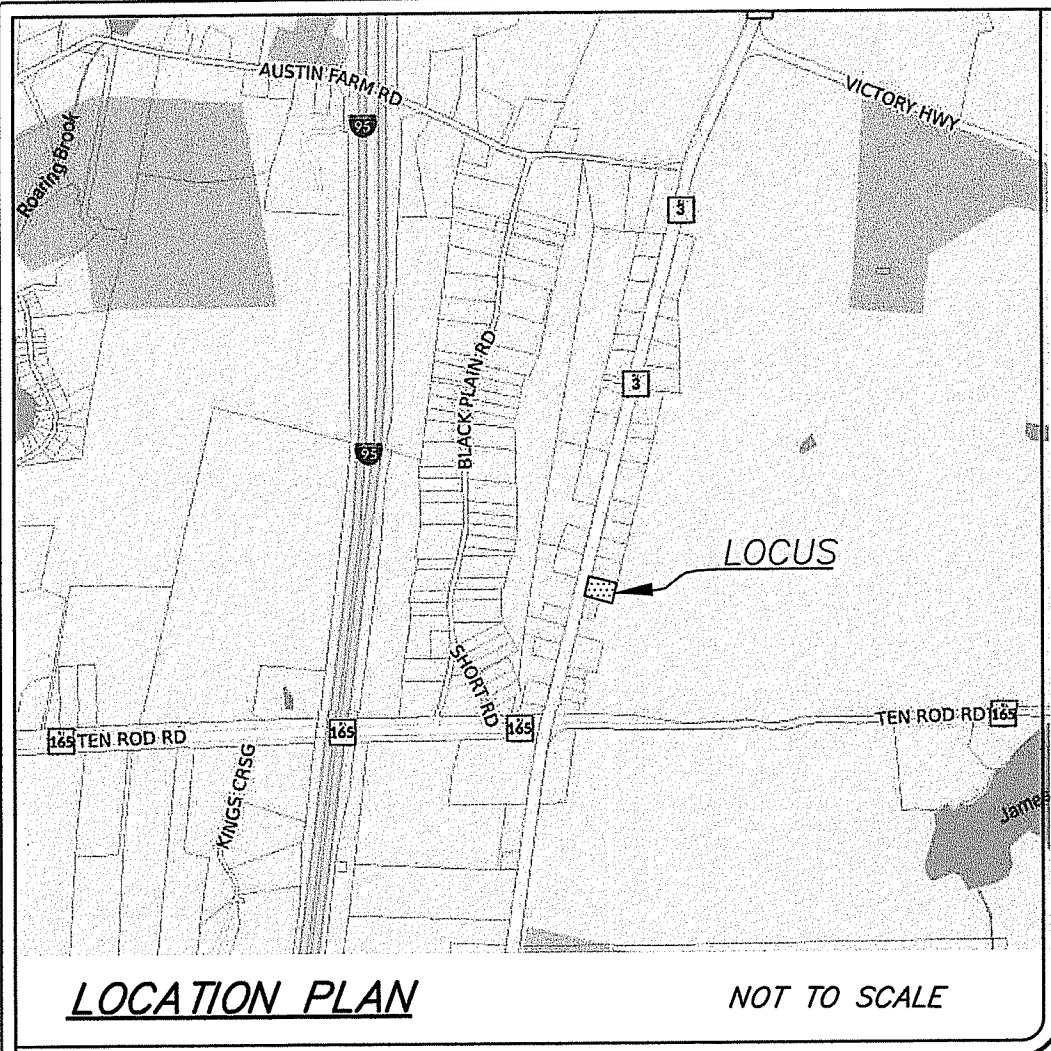 AUSTIN FARM RD
VICTORY HWY
95
Roaring Brook
3
BLACK PLAIN RD
3
95
LOCUS
SHORT RD
165
TEN ROD RD
165
165
TEN ROD RD
165
KINGS CRSG
James
LOCATION PLAN
NOT TO SCALE